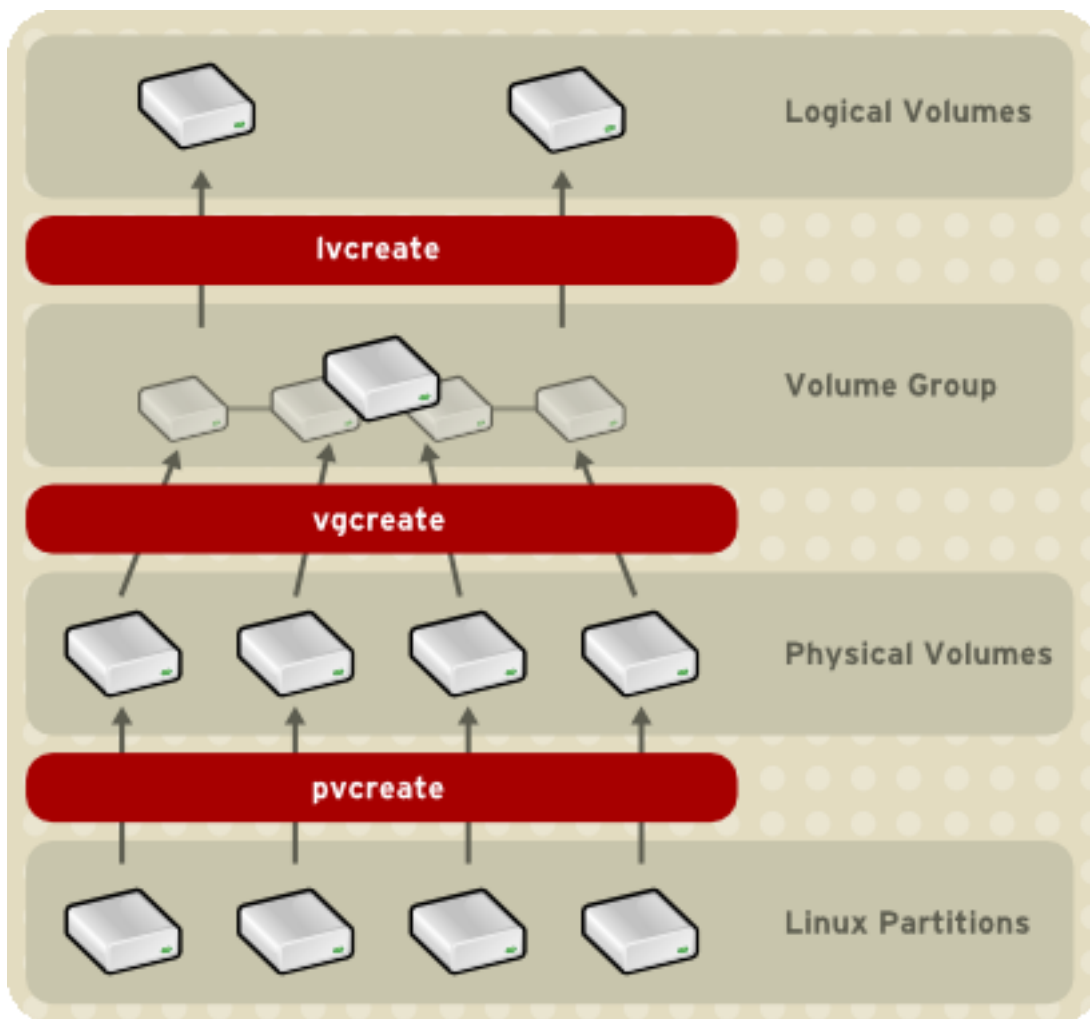 Logical Volumes
lvcreate
Volume Group
vgcreate
Physical Volumes
pvcreate
Linux Partitions